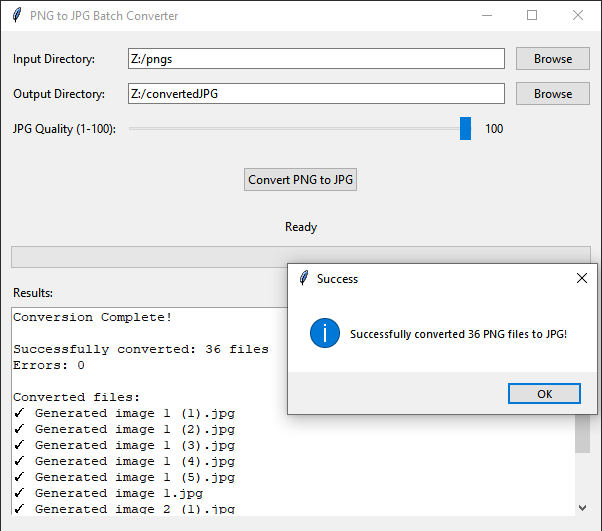 PNG to JPG Batch Converter
Input Directory: Z:/pngs Browse
Output Directory: Z:/convertedJPG Browse
JPG Quality (1-100): 100
Convert PNG to JPG
Ready
Success
Successfully converted 36 PNG files to JPG!
OK
Results:
Conversion Complete!
Successfully converted: 36 files
Errors: 0
Converted files:
✓ Generated image 1 (1).jpg
✓ Generated image 1 (2).jpg
✓ Generated image 1 (3).jpg
✓ Generated image 1 (4).jpg
✓ Generated image 1 (5).jpg
✓ Generated image 1.jpg
✓ Generated image 2 (1).jpg